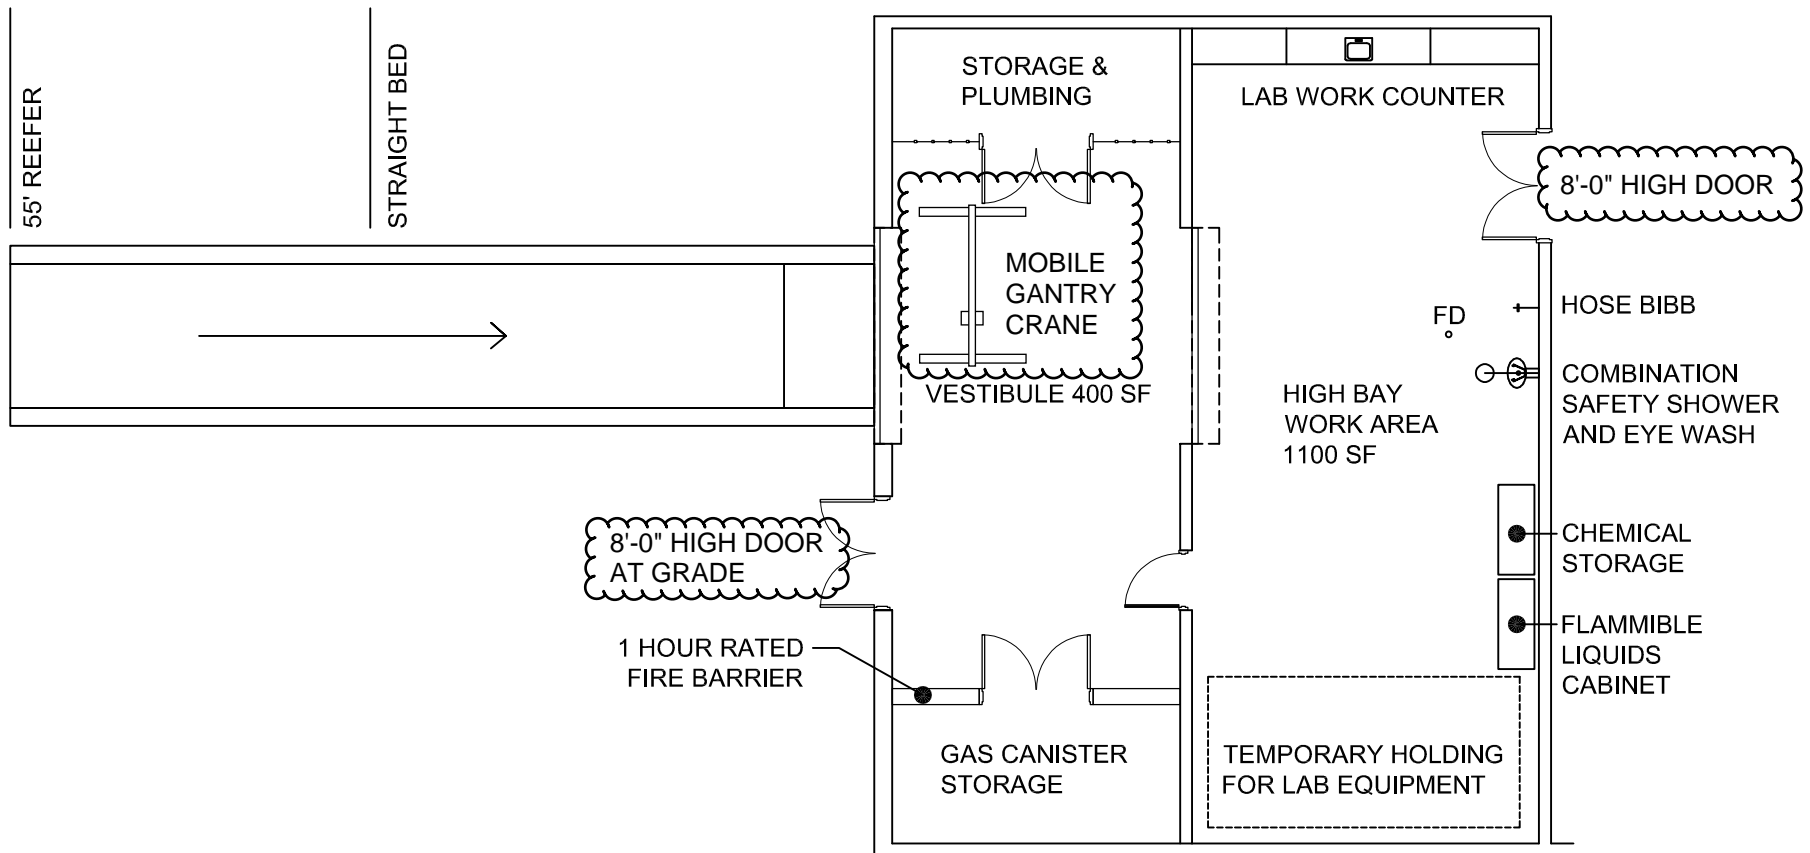 55' REEFER
STRAIGHT BED
STORAGE &
PLUMBING
LAB WORK COUNTER
8'-0" HIGH DOOR
MOBILE
GANTRY
CRANE
VESTIBULE 400 SF
FD
HOSE BIBB
HIGH BAY
WORK AREA
1100 SF
COMBINATION
SAFETY SHOWER
AND EYE WASH
8'-0" HIGH DOOR
AT GRADE
CHEMICAL
STORAGE
1 HOUR RATED
FIRE BARRIER
FLAMMIBLE
LIQUIDS
CABINET
GAS CANISTER
STORAGE
TEMPORARY HOLDING
FOR LAB EQUIPMENT